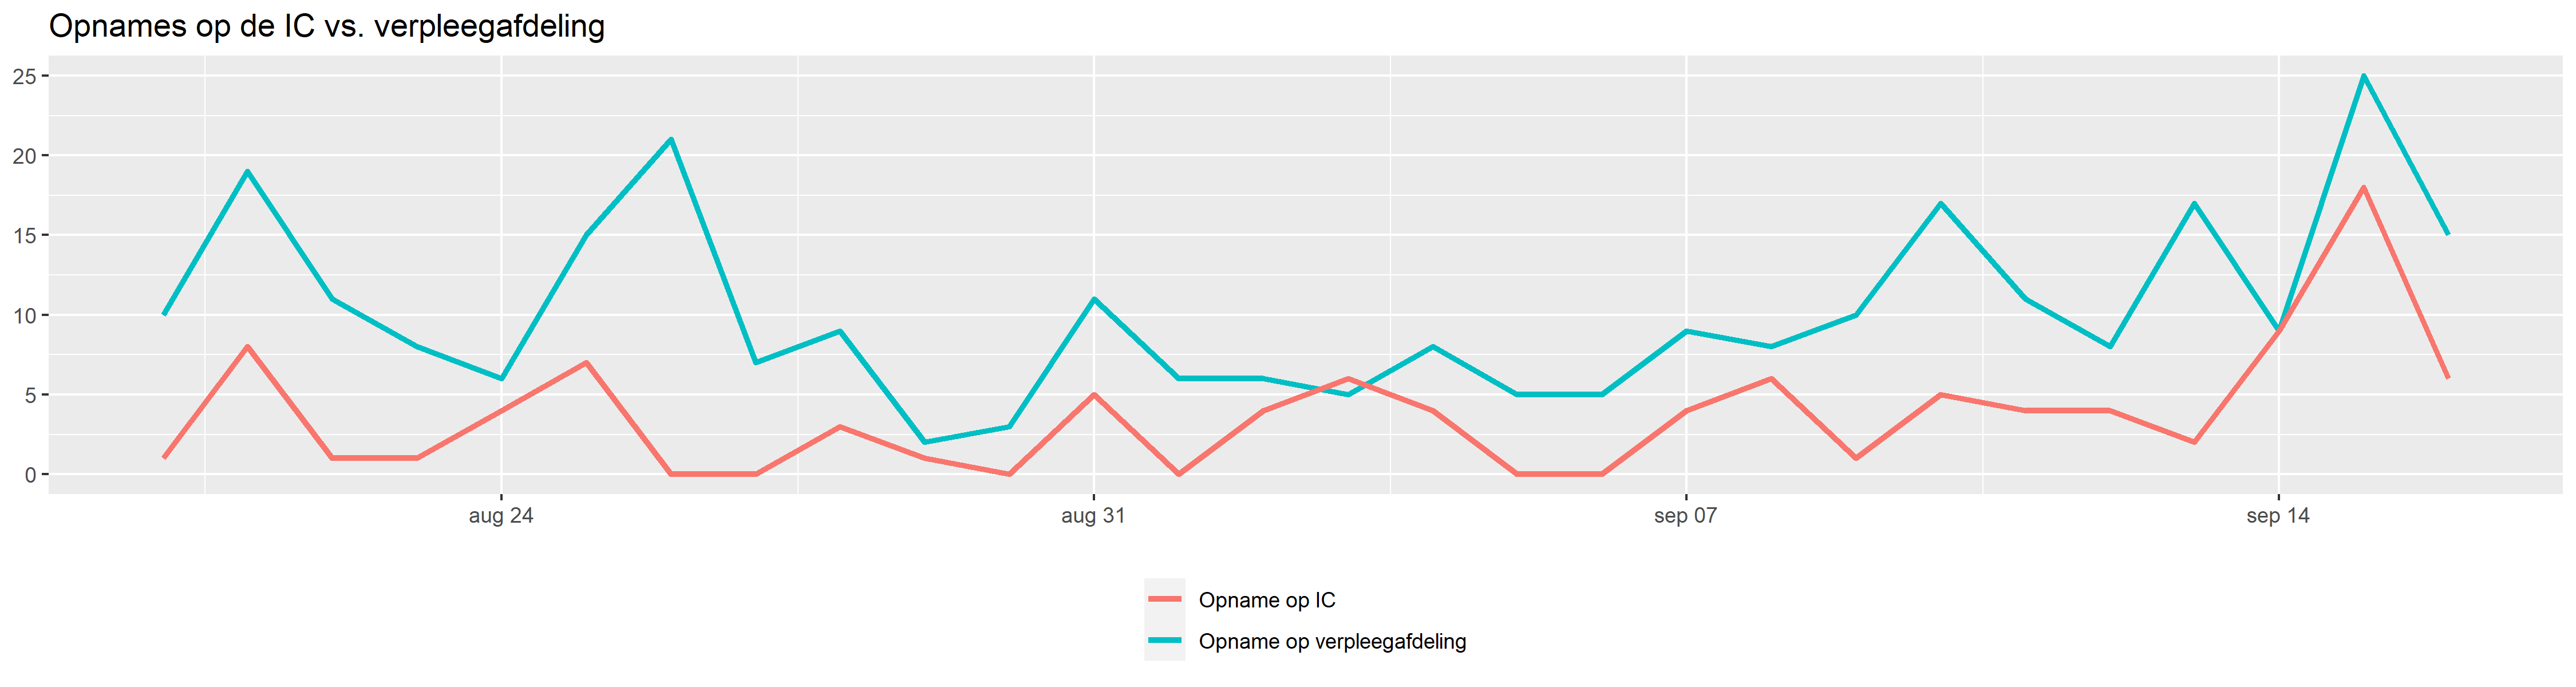 Opnames op de IC vs. verpleegafdeling
25
20
15
10
5
0
aug 24 aug 31 sep 07 sep 14
Opname op IC
Opname op verpleegafdeling